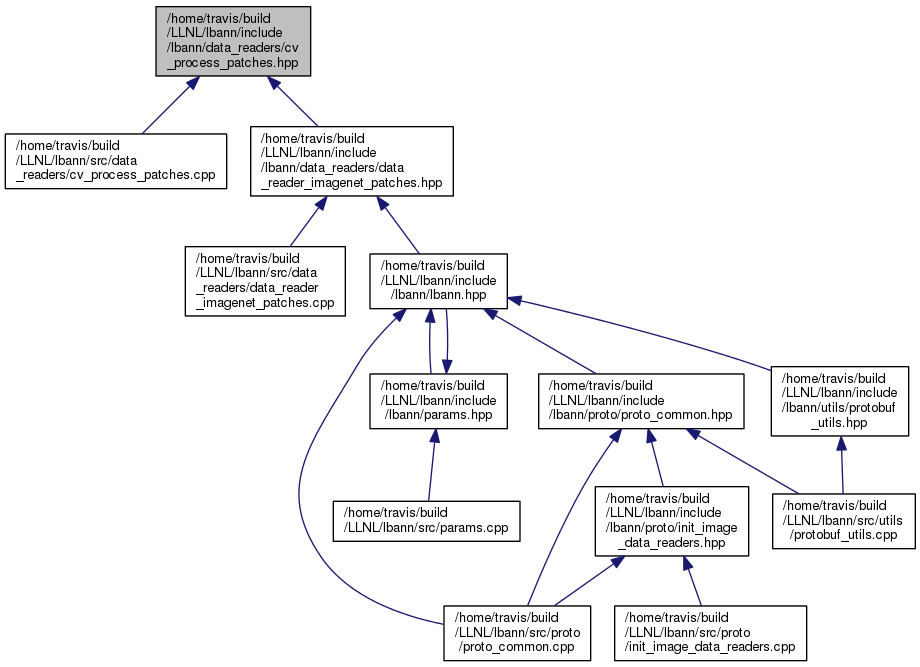 /home/travis/build
/LLNL/lbann/include
/lbann/data_readers/cv
_process_patches.hpp
/home/travis/build
/LLNL/lbann/src/data
_readers/cv_process_patches.cpp
/home/travis/build
/LLNL/lbann/include
/lbann/data_readers/data
_reader_imagenet_patches.hpp
/home/travis/build
/LLNL/lbann/src/data
_readers/data_reader
_imagenet_patches.cpp
/home/travis/build
/LLNL/lbann/include
/lbann/lbann.hpp
/home/travis/build
/LLNL/lbann/include
/lbann/params.hpp
/home/travis/build
/LLNL/lbann/include
/lbann/proto/proto_common.hpp
/home/travis/build
/LLNL/lbann/include
/lbann/utils/protobuf
_utils.hpp
/home/travis/build
/LLNL/lbann/src/params.cpp
/home/travis/build
/LLNL/lbann/include
/lbann/proto/init_image
_data_readers.hpp
/home/travis/build
/LLNL/lbann/src/utils
/protobuf_utils.cpp
/home/travis/build
/LLNL/lbann/src/proto
/proto_common.cpp
/home/travis/build
/LLNL/lbann/src/proto
/init_image_data_readers.cpp